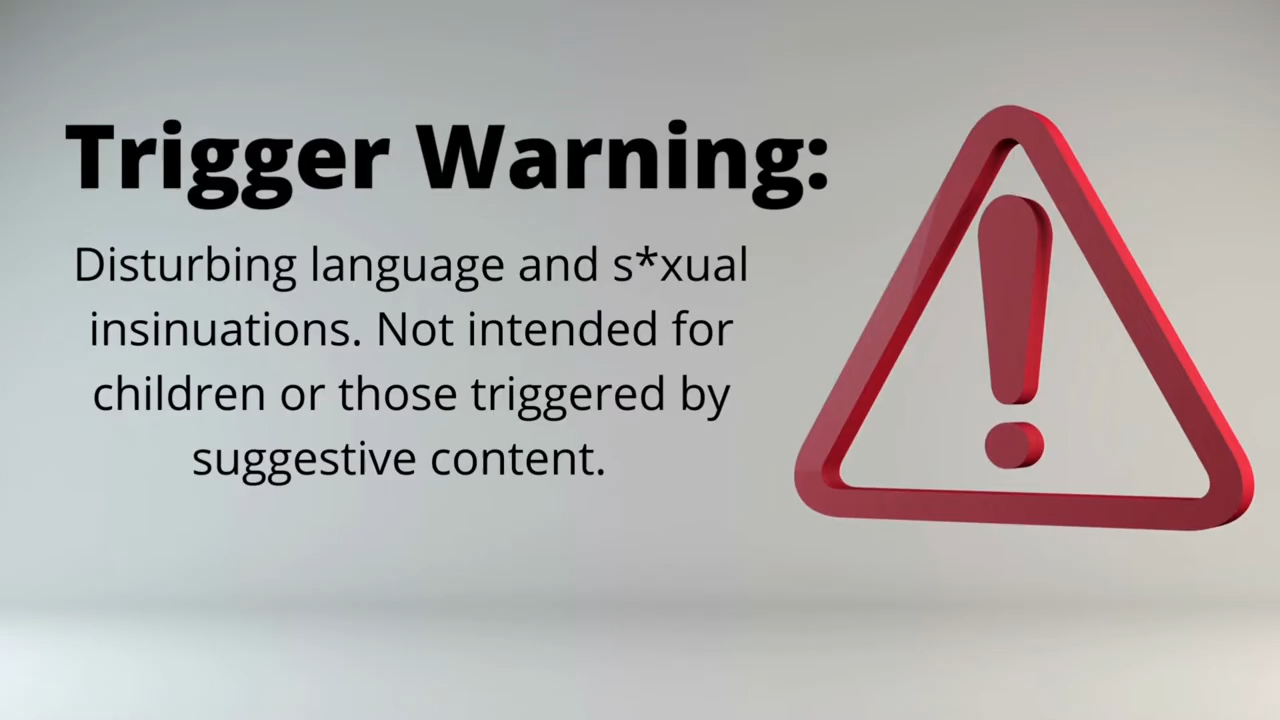 Trigger Warning:
Disturbing language and s*xual
insinuations. Not intended for
children or those triggered by
suggestive content.